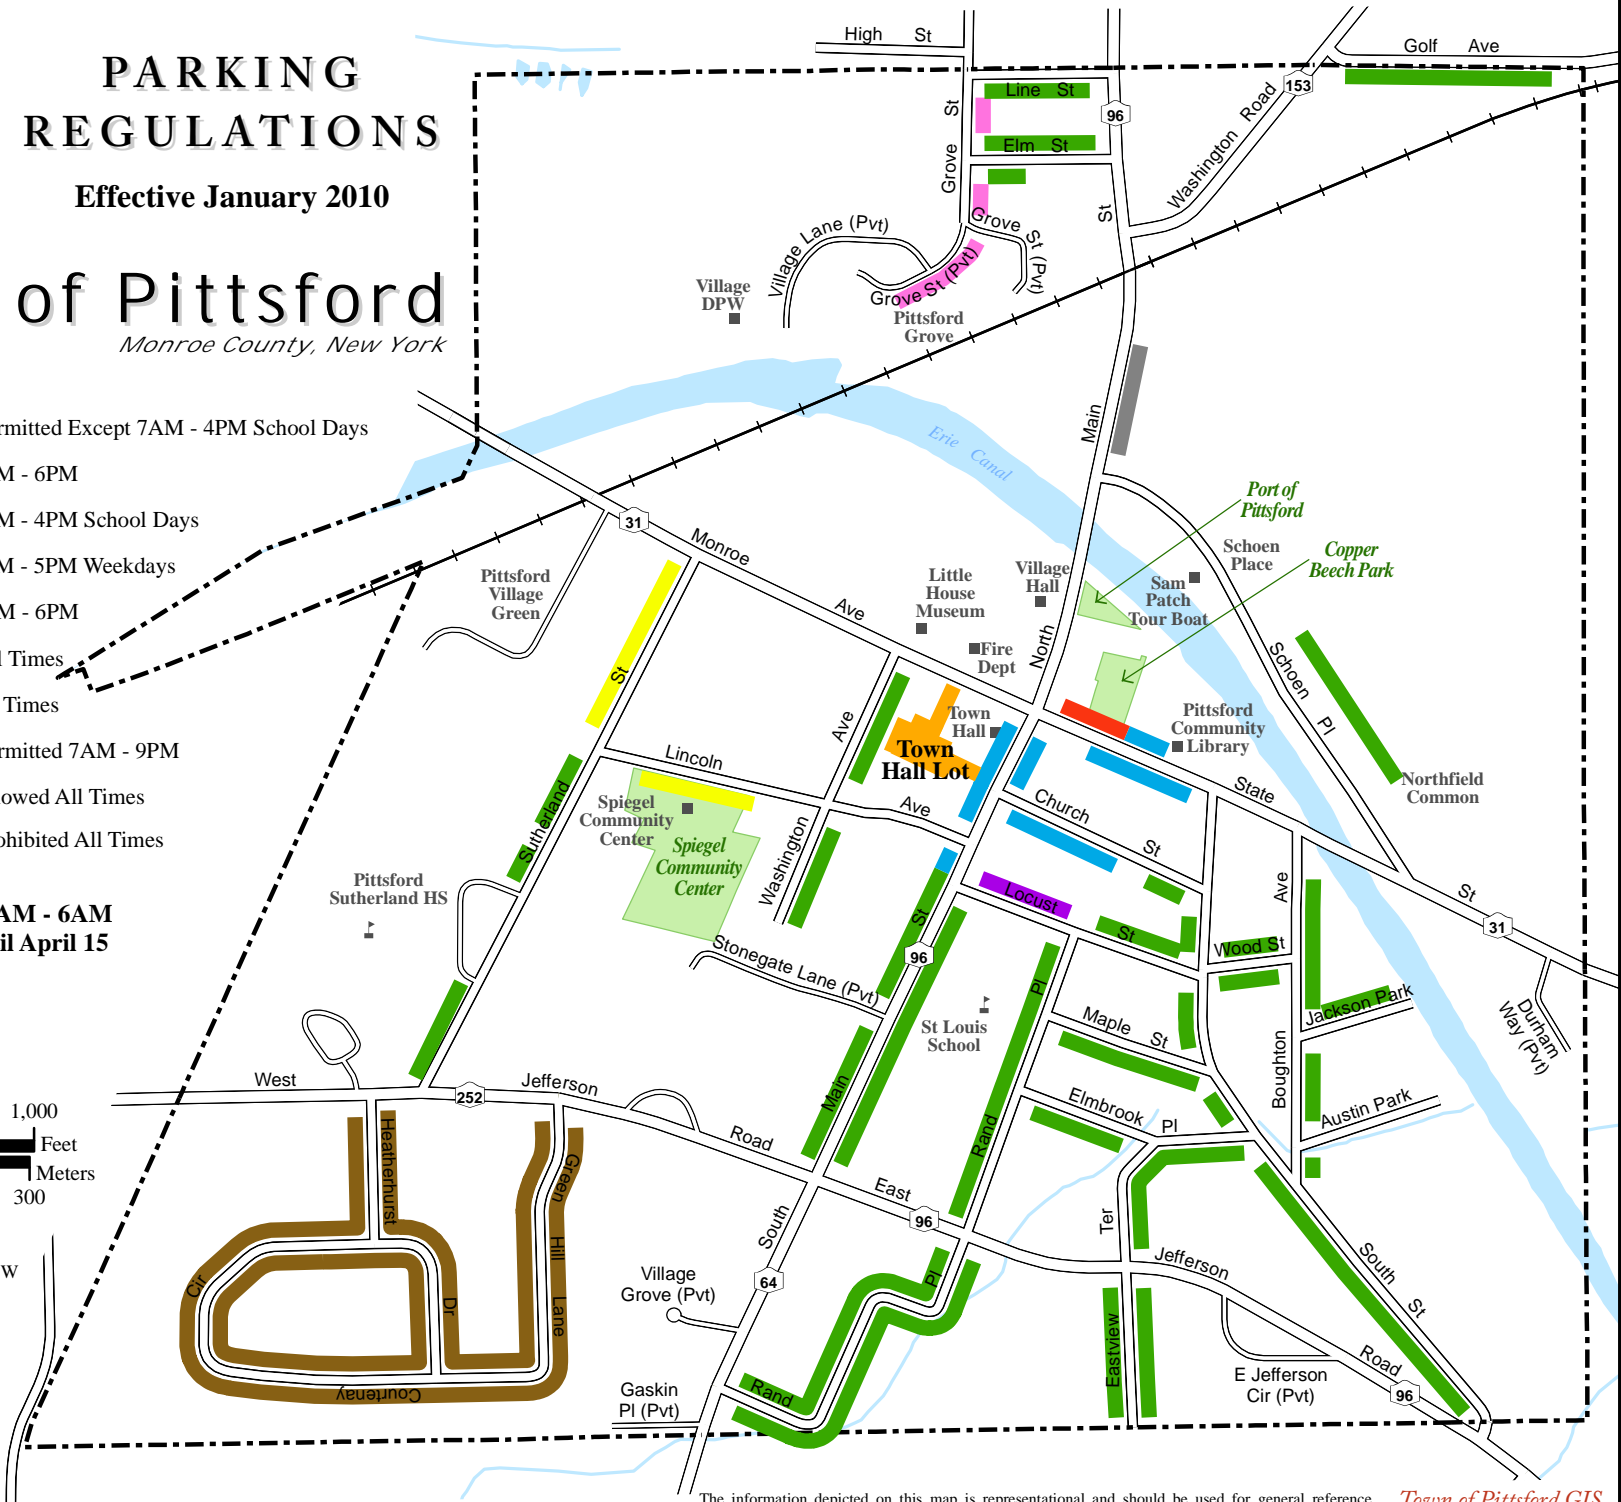 PARKING
REGULATIONS
Effective January 2010
of Pittsford
Monroe County, New York
rmitted Except 7AM - 4PM School Days
M - 6PM
M - 4PM School Days
M - 5PM Weekdays
M - 6PM
l Times
Times
rmitted 7AM - 9PM
owed All Times
ohibited All Times
AM - 6AM
il April 15
1,000
Feet
Meters
300
W
High St
Golf Ave
Line St
153
96
Grove St
Elm St
Washington Road
St
Grove St (Pvt)
Village Lane (Pvt)
Grove St (Pvt)
Village
DPW
Pittsford
Grove
Main
Erie Canal
Port of
Pittsford
Copper
Beech Park
Schoen
Place
31
Monroe
Ave
Pittsford
Village
Green
Little
House
Museum
Village
Hall
Sam
Patch
Tour Boat
Fire
Dept
North
Schoen Pl
St
Ave
Town
Hall
Town
Hall Lot
Pittsford
Community
Library
Northfield
Common
Lincoln
Ave
State
St
Spiegel
Community
Center
Spiegel
Community
Center
Sutherland
Washington
Church
St
Pittsford
Sutherland HS
Locust
St
Ave
31
Wood St
St
96
Stonegate Lane (Pvt)
Pl
Jackson Park
St Louis
School
Maple St
Durham
Way (Pvt)
West
252
Jefferson
Road
Main
Rand
Elmbrook Pl
Boughton
Austin Park
Heatherhurst
Green
Hill
Lane
East
96
South
Ter
Jefferson
South
St
Cir
Dr
Courtenay
Village
Grove (Pvt)
64
Pl
Eastview
E Jefferson
Cir (Pvt)
Road
96
Gaskin
Pl (Pvt)
Rand
The information depicted on this map is representational and should be used for general reference
Town of Pittsford GIS